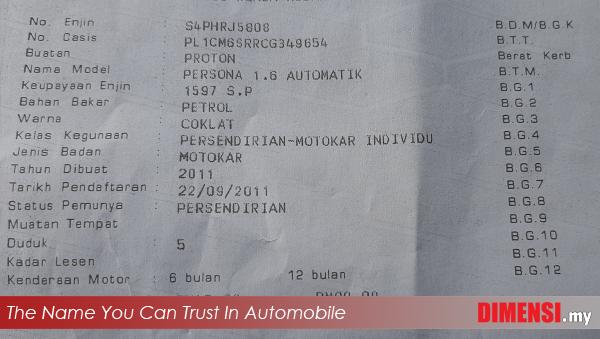 No. Enjin : S4PHRJ5808 B.D.M/B.G.K
No. Casis : PL1CM6SRRCG349654 B.T.T.
Buatan : PROTON Berat Kerb
Nama Model : PERSONA 1.6 AUTOMATIK B.T.M.
Keupayaan Enjin : 1597 S.P B.G.1
Bahan Bakar : PETROL B.G.2
Warna : COKLAT B.G.3
Kelas Kegunaan : PERSENDIRIAN-MOTOKAR INDIVIDU B.G.4
Jenis Badan : MOTOKAR B.G.5
Tahun Dibuat : 2011 B.G.6
Tarikh Pendaftaran : 22/09/2011 B.G.7
Status Pemunya : PERSENDIRIAN B.G.8
Muatan Tempat B.G.9
Duduk : 5 B.G.10
Kadar Lesen B.G.11
Kenderaan Motor : 6 bulan 12 bulan B.G.12
The Name You Can Trust In Automobile
DIMENSI.my